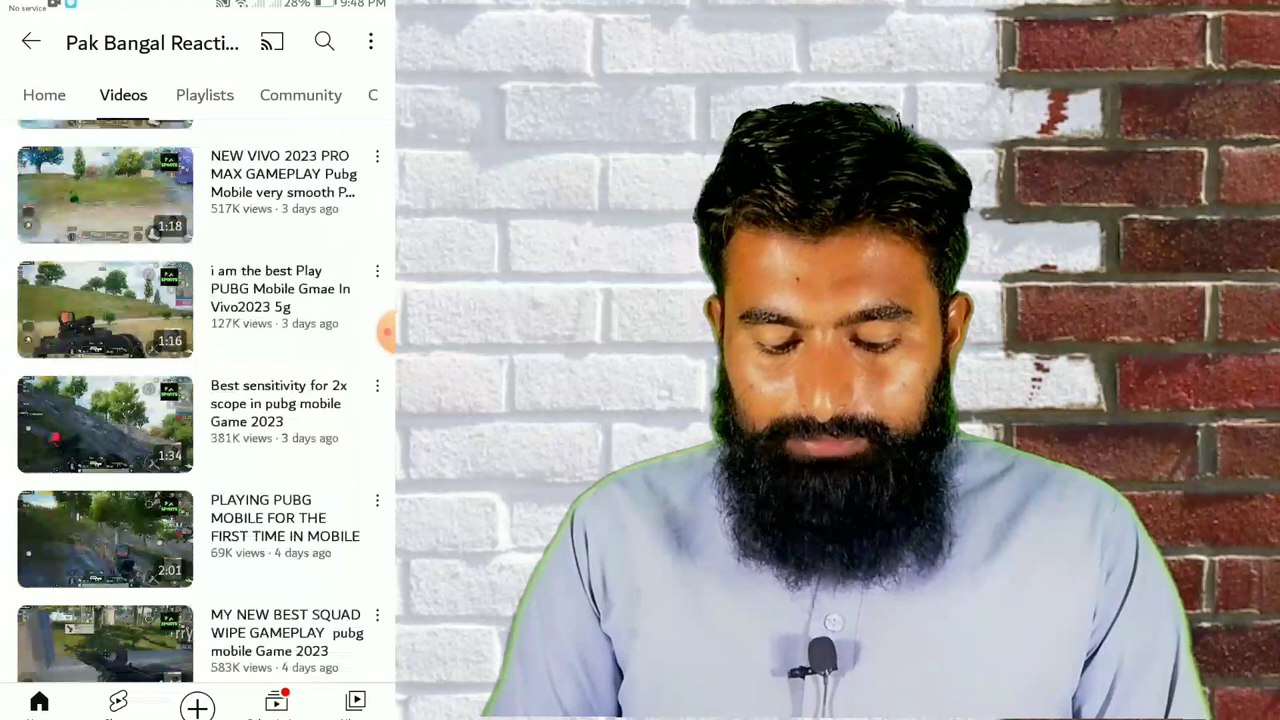 No service
28%
9:48 PM
Pak Bangal Reacti...
Home
Videos
Playlists
Community
C
NEW VIVO 2023 PRO
MAX GAMEPLAY Pubg
Mobile very smooth P...
517K views · 3 days ago
1:18
i am the best Play
PUBG Mobile Gmae In
Vivo2023 5g
127K views · 3 days ago
1:16
Best sensitivity for 2x
scope in pubg mobile
Game 2023
381K views · 3 days ago
1:34
PLAYING PUBG
MOBILE FOR THE
FIRST TIME IN MOBILE
69K views · 4 days ago
2:01
MY NEW BEST SQUAD
WIPE GAMEPLAY pubg
mobile Game 2023
583K views · 4 days ago